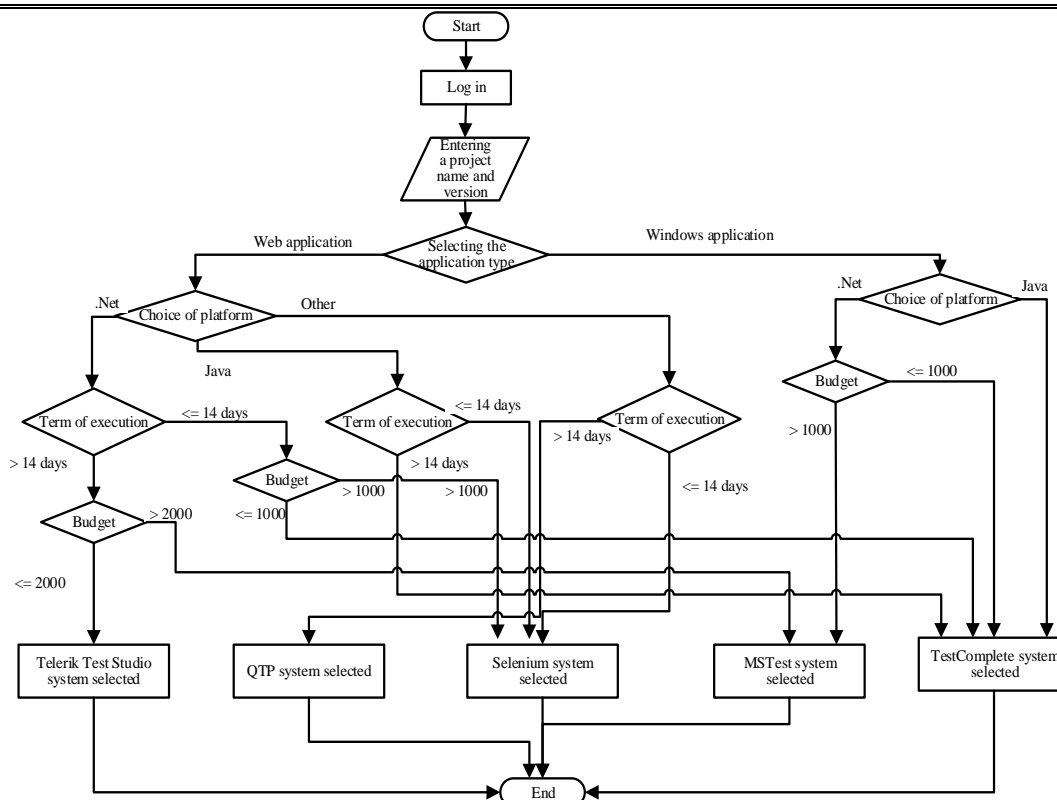 Start
Log in
Entering
a project
name and
version
Selecting the
application type
Web application
Windows application
.Net
Choice of platform
Other
Java
.Net
Choice of platform
Java
Term of execution
<= 14 days
> 14 days
Term of execution
<= 14 days
> 14 days
Term of execution
> 14 days
<= 14 days
Budget
<= 1000
> 1000
Budget
> 1000
> 1000
<= 1000
Budget
> 2000
<= 2000
Telerik Test Studio
system selected
QTP system selected
Selenium system
selected
MSTest system
selected
TestComplete system
selected
End